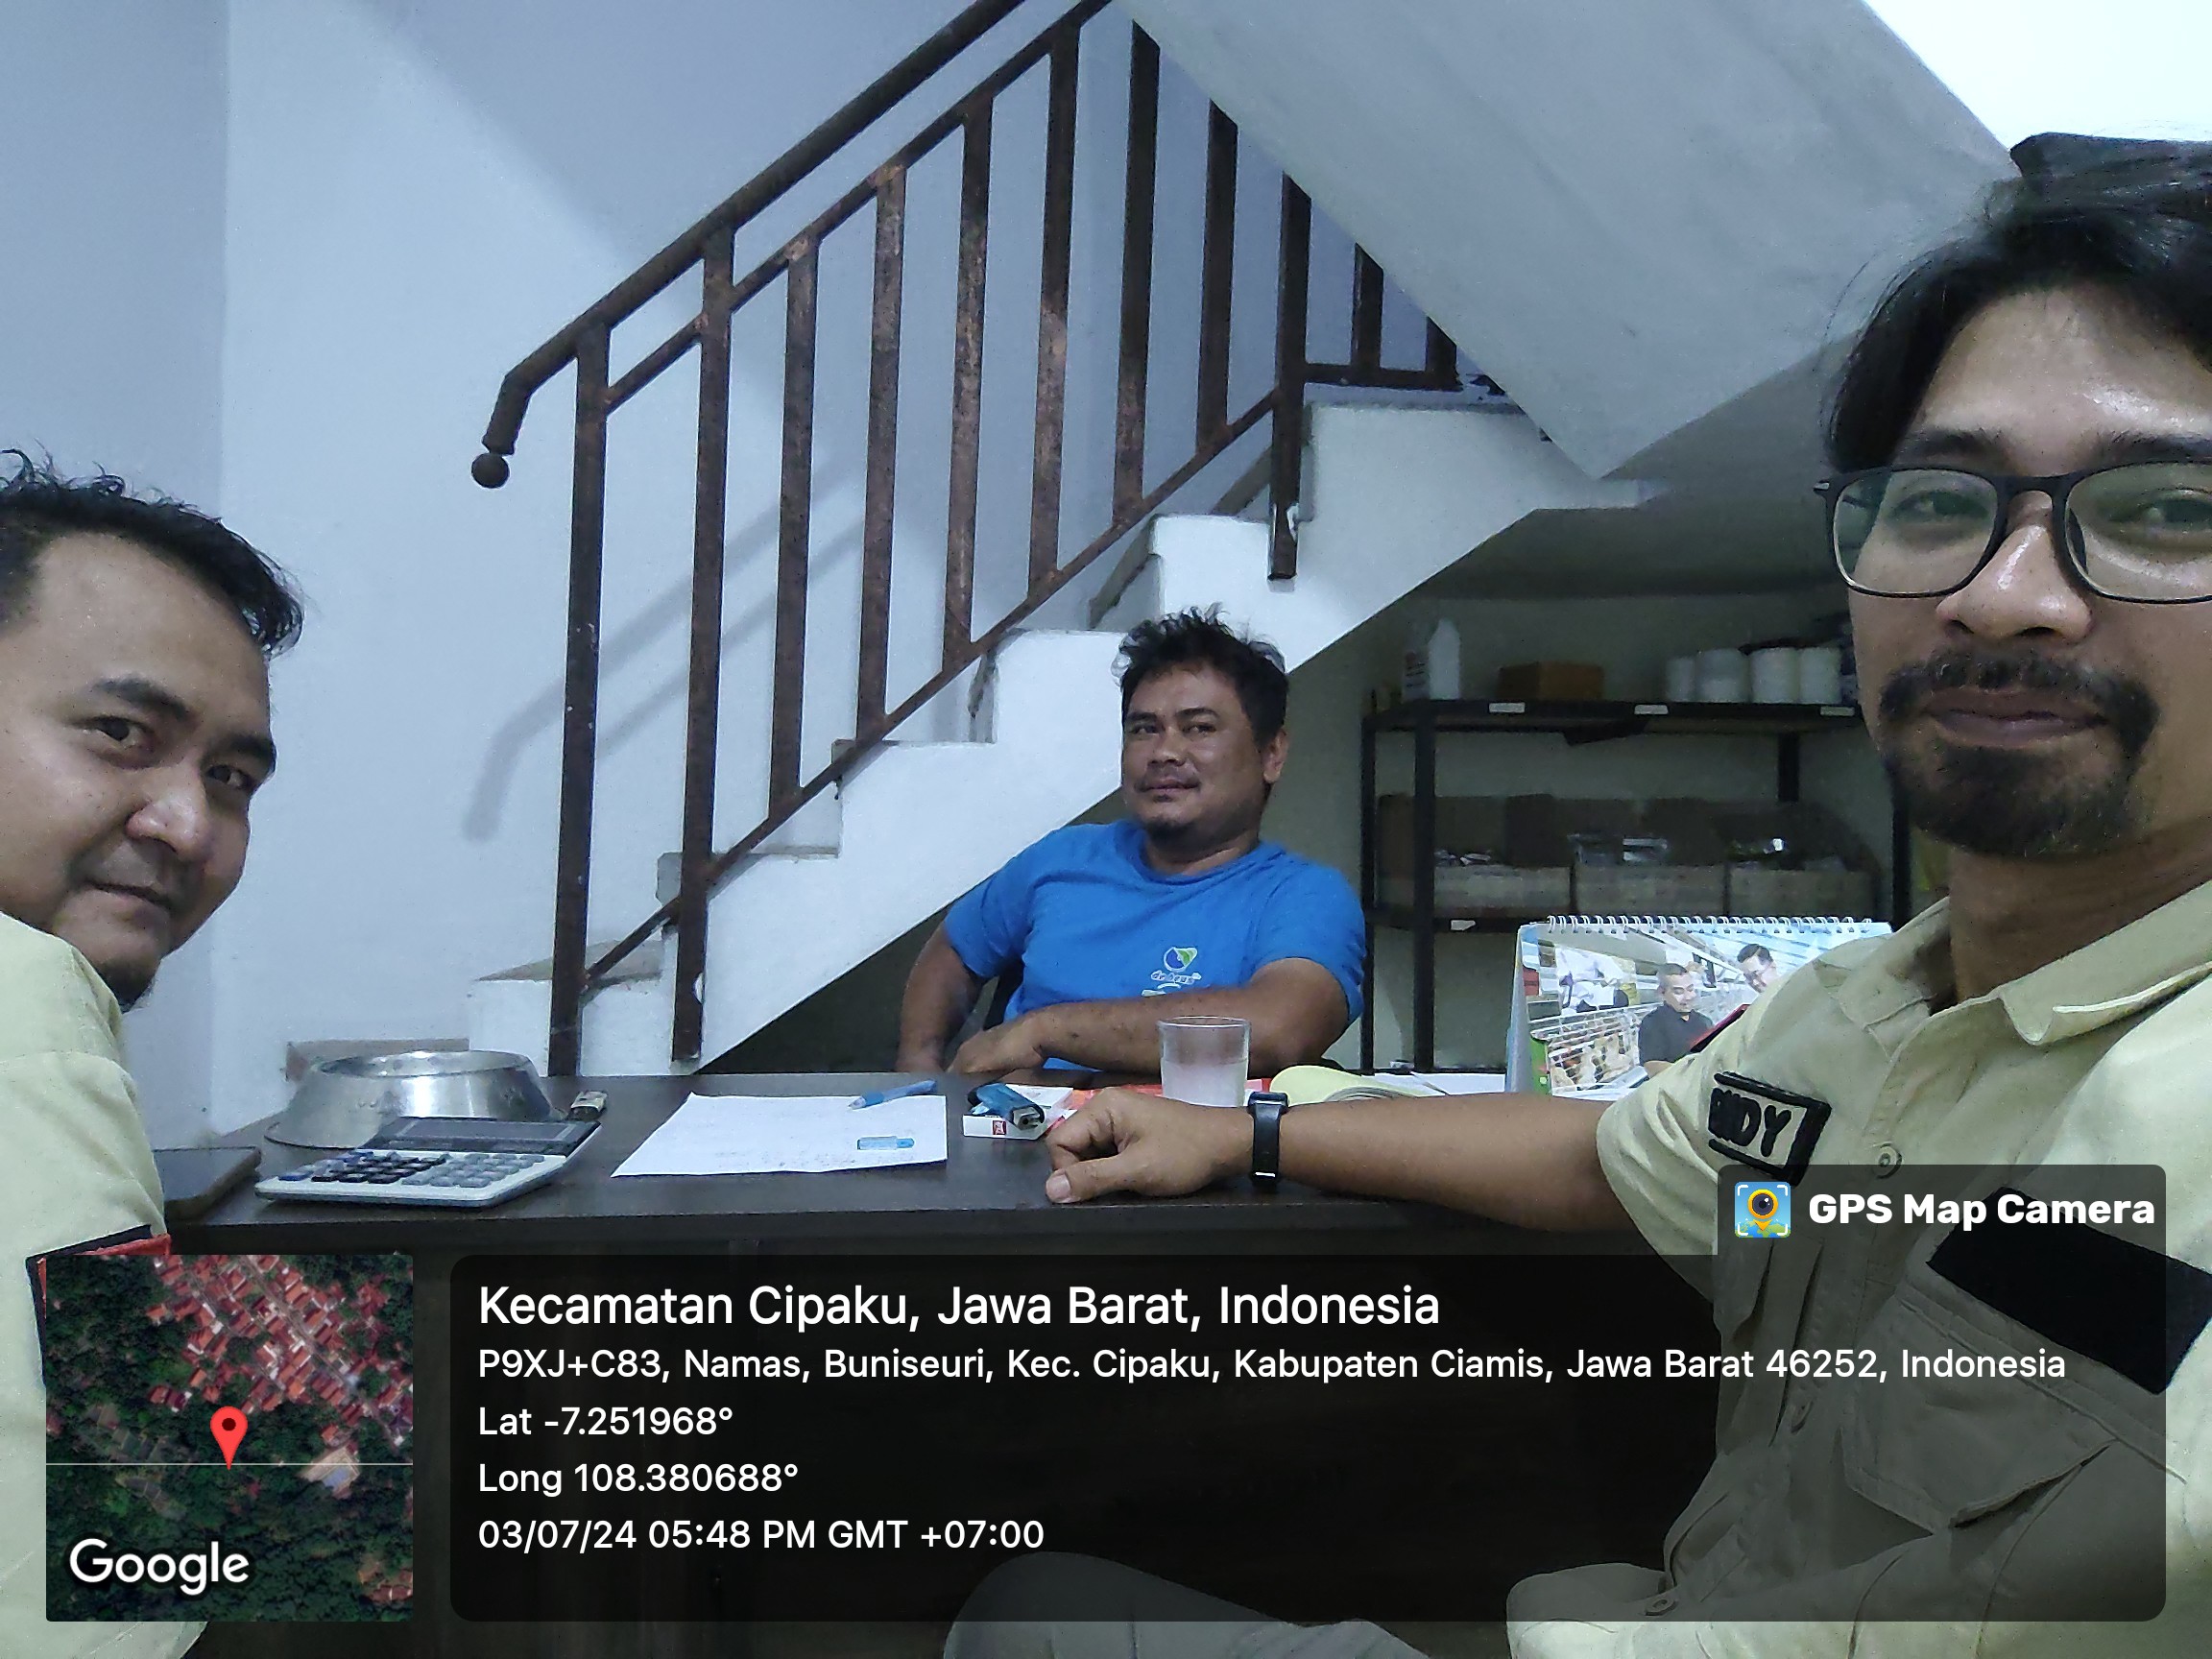 GPS Map Camera
Kecamatan Cipaku, Jawa Barat, Indonesia
P9XJ+C83, Namas, Buniseuri, Kec. Cipaku, Kabupaten Ciamis, Jawa Barat 46252, Indonesia
Lat -7.251968°
Long 108.380688°
03/07/24 05:48 PM GMT +07:00
Google